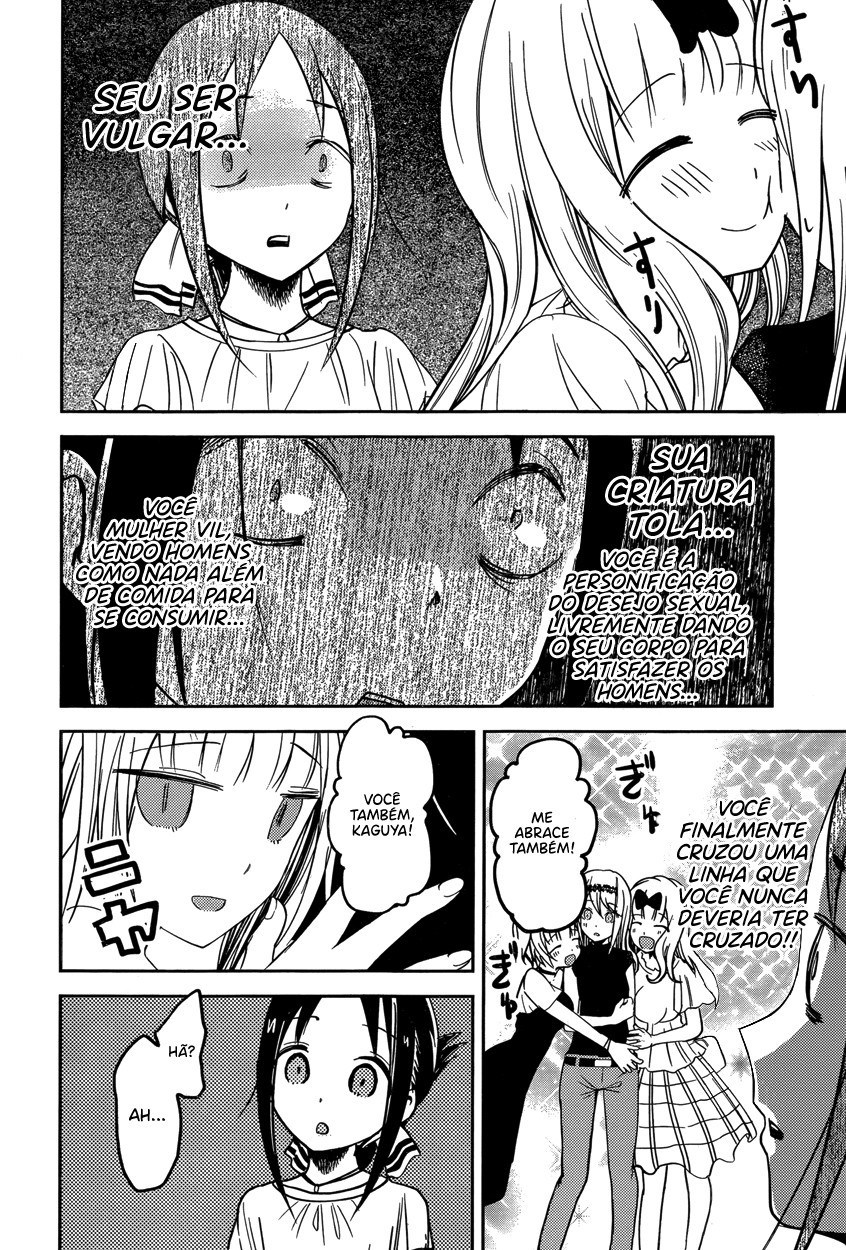 すり
すり
SEU SER
VULGAR...
SUA
CRIATURA
TOLA...
VOCÊ É A
PERSONIFICAÇÃO
DO DESEJO SEXUAL,
LIVREMENTE DANDO
O SEU CORPO PARA
SATISFAZER OS
HOMENS...
VOCÊ
MULHER VIL,
VENDO HOMENS
COMO NADA ALÉM
DE COMIDA PARA
SE CONSUMIR...
VOCÊ
FINALMENTE
CRUZOU UMA
LINHA QUE
VOCÊ NUNCA
DEVERIA TER
CRUZADO!!
ぎゅ
ME
ABRACE
TAMBÉM!
ぎゅ
VOCÊ
TAMBÉM,
KAGUYA!
ニヤ
HÃ?
AH...